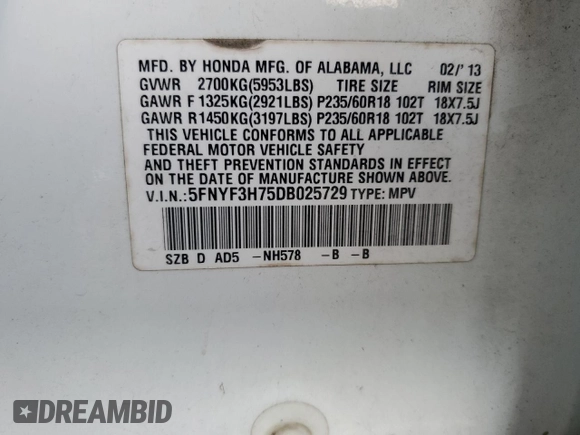 MFD. BY HONDA MFG. OF ALABAMA, LLC 02/'13
GVWR 2700KG(5953LBS) TIRE SIZE RIM SIZE
GAWR F 1325KG(2921LBS) P235/60R18 102T 18X7.5J
GAWR R 1450KG(3197LBS) P235/60R18 102T 18X7.5J
THIS VEHICLE CONFORMS TO ALL APPLICABLE
FEDERAL MOTOR VEHICLE SAFETY
AND THEFT PREVENTION STANDARDS IN EFFECT
ON THE DATE OF MANUFACTURE SHOWN ABOVE.
V.I.N.:5FNYF3H75DB025729 TYPE: MPV
SZB D AD5 -NH578 -B -B
DREAMBID